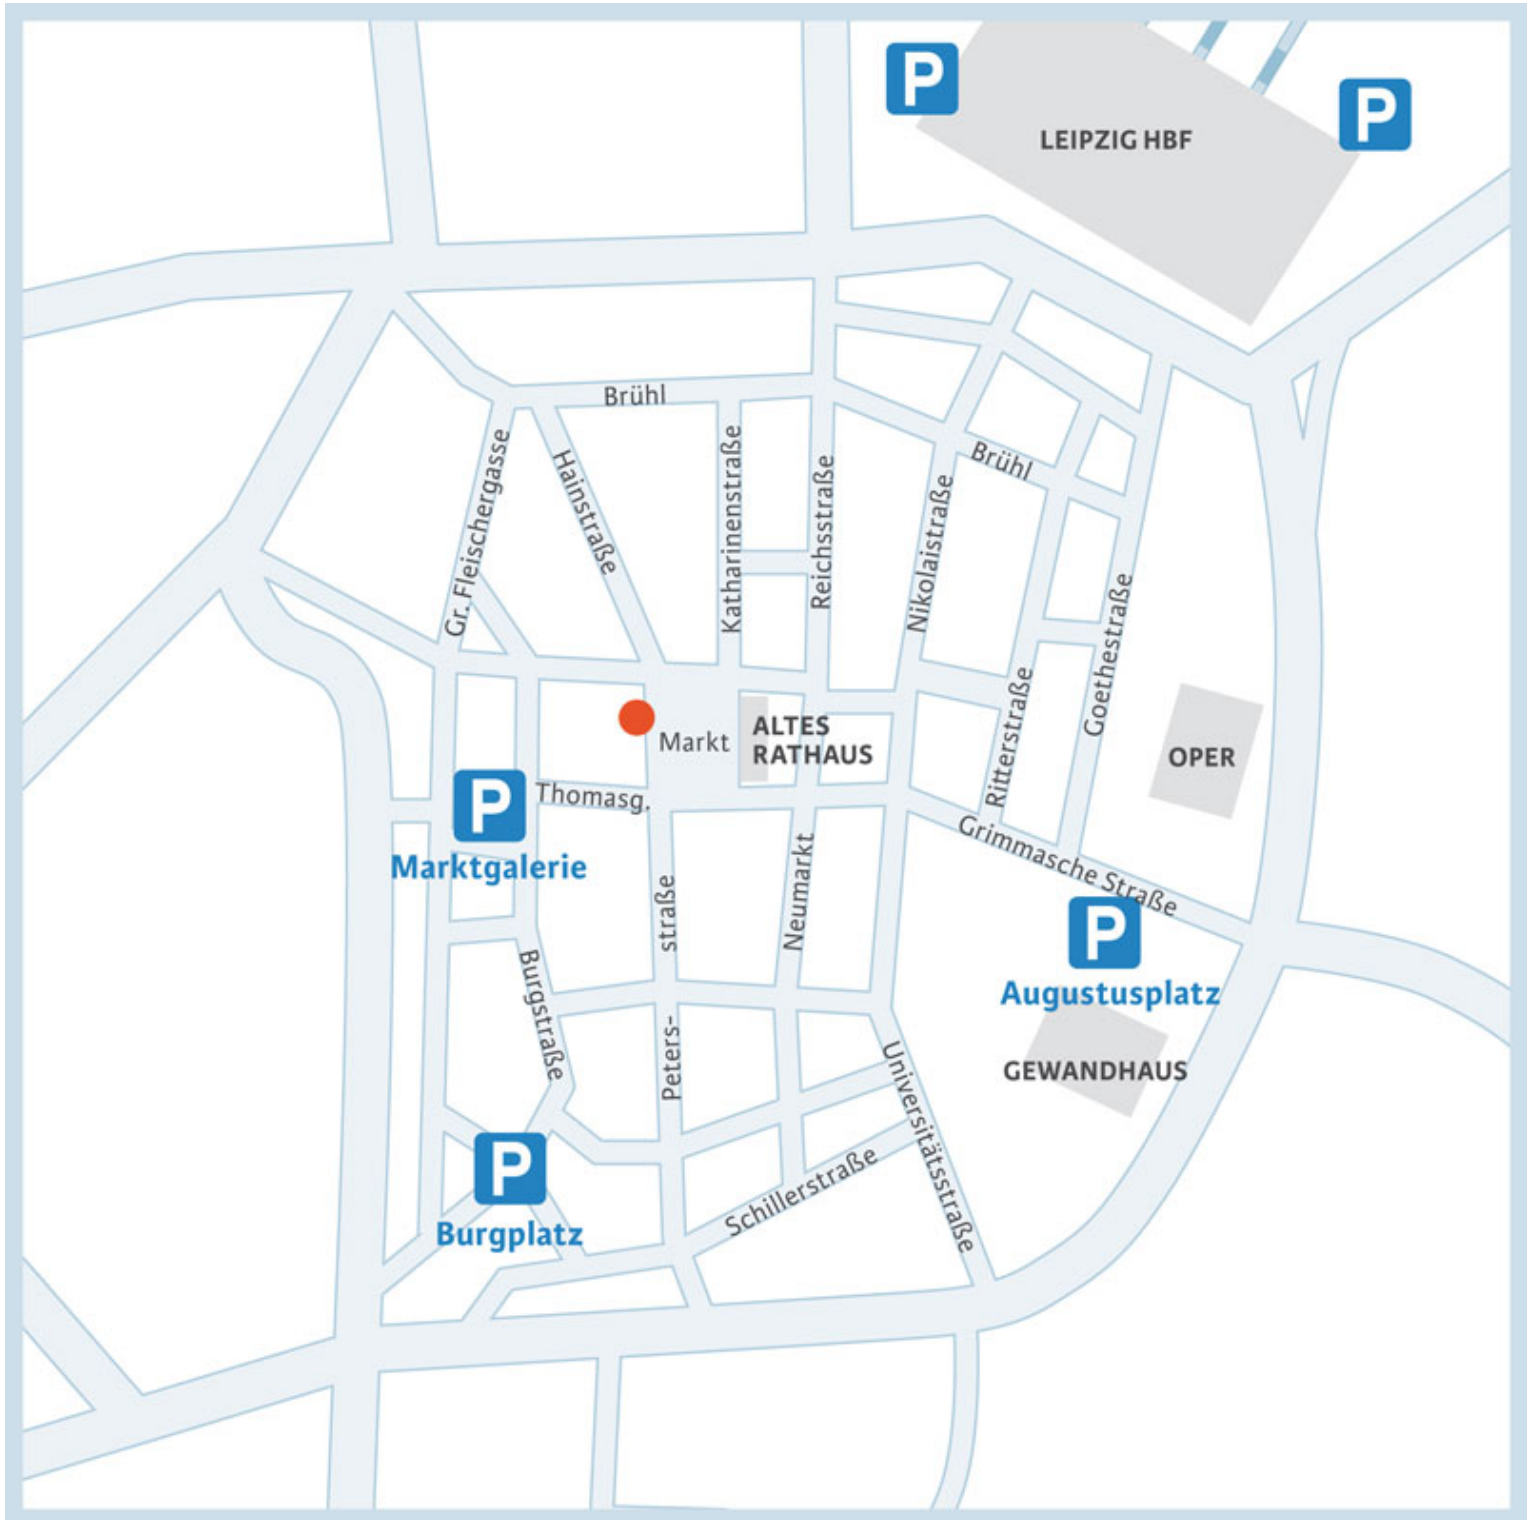 P
P
LEIPZIG HBF
Brühl
Brühl
Gr. Fleischergasse
Hainstraße
Katharinenstraße
Reichsstraße
Nikolaistraße
Goethestraße
Ritterstraße
Markt
ALTES
RATHAUS
OPER
P
Marktgalerie
Thomasg.
Grimmasche Straße
Neumarkt
straße
Peters-
P
Augustusplatz
GEWANDHAUS
Burgstraße
Universitätsstraße
Schillerstraße
P
Burgplatz